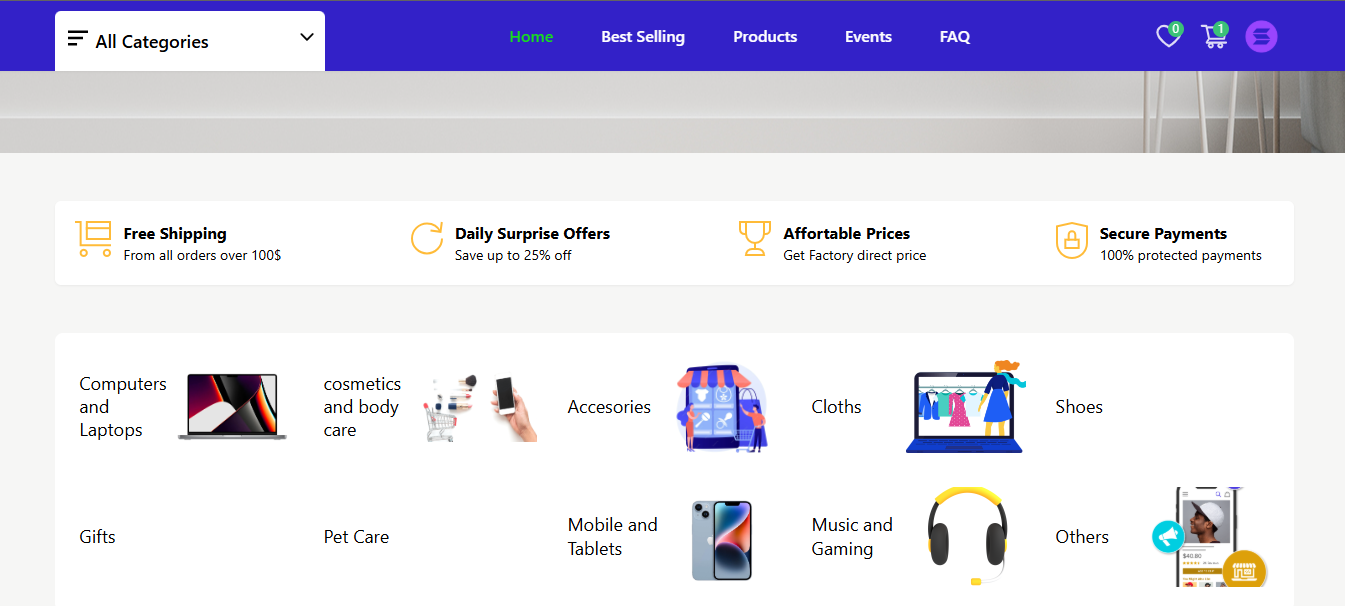 All Categories
Home
Best Selling
Products
Events
FAQ
0
1
Free Shipping
From all orders over 100$
Daily Surprise Offers
Save up to 25% off
Affortable Prices
Get Factory direct price
Secure Payments
100% protected payments
Computers
and
Laptops
cosmetics
and body
care
Accesories
Cloths
Shoes
Gifts
Pet Care
Mobile and
Tablets
Music and
Gaming
Others
$40.80